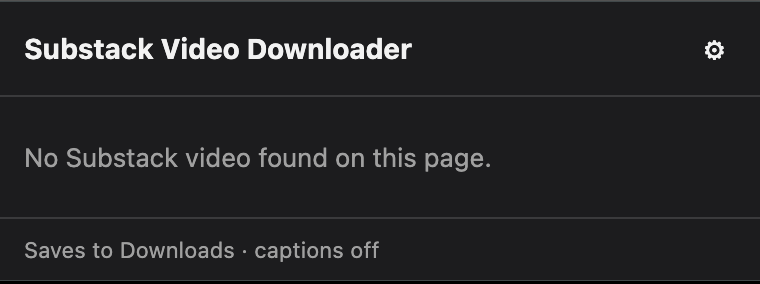 Substack Video Downloader
No Substack video found on this page.
Saves to Downloads · captions off